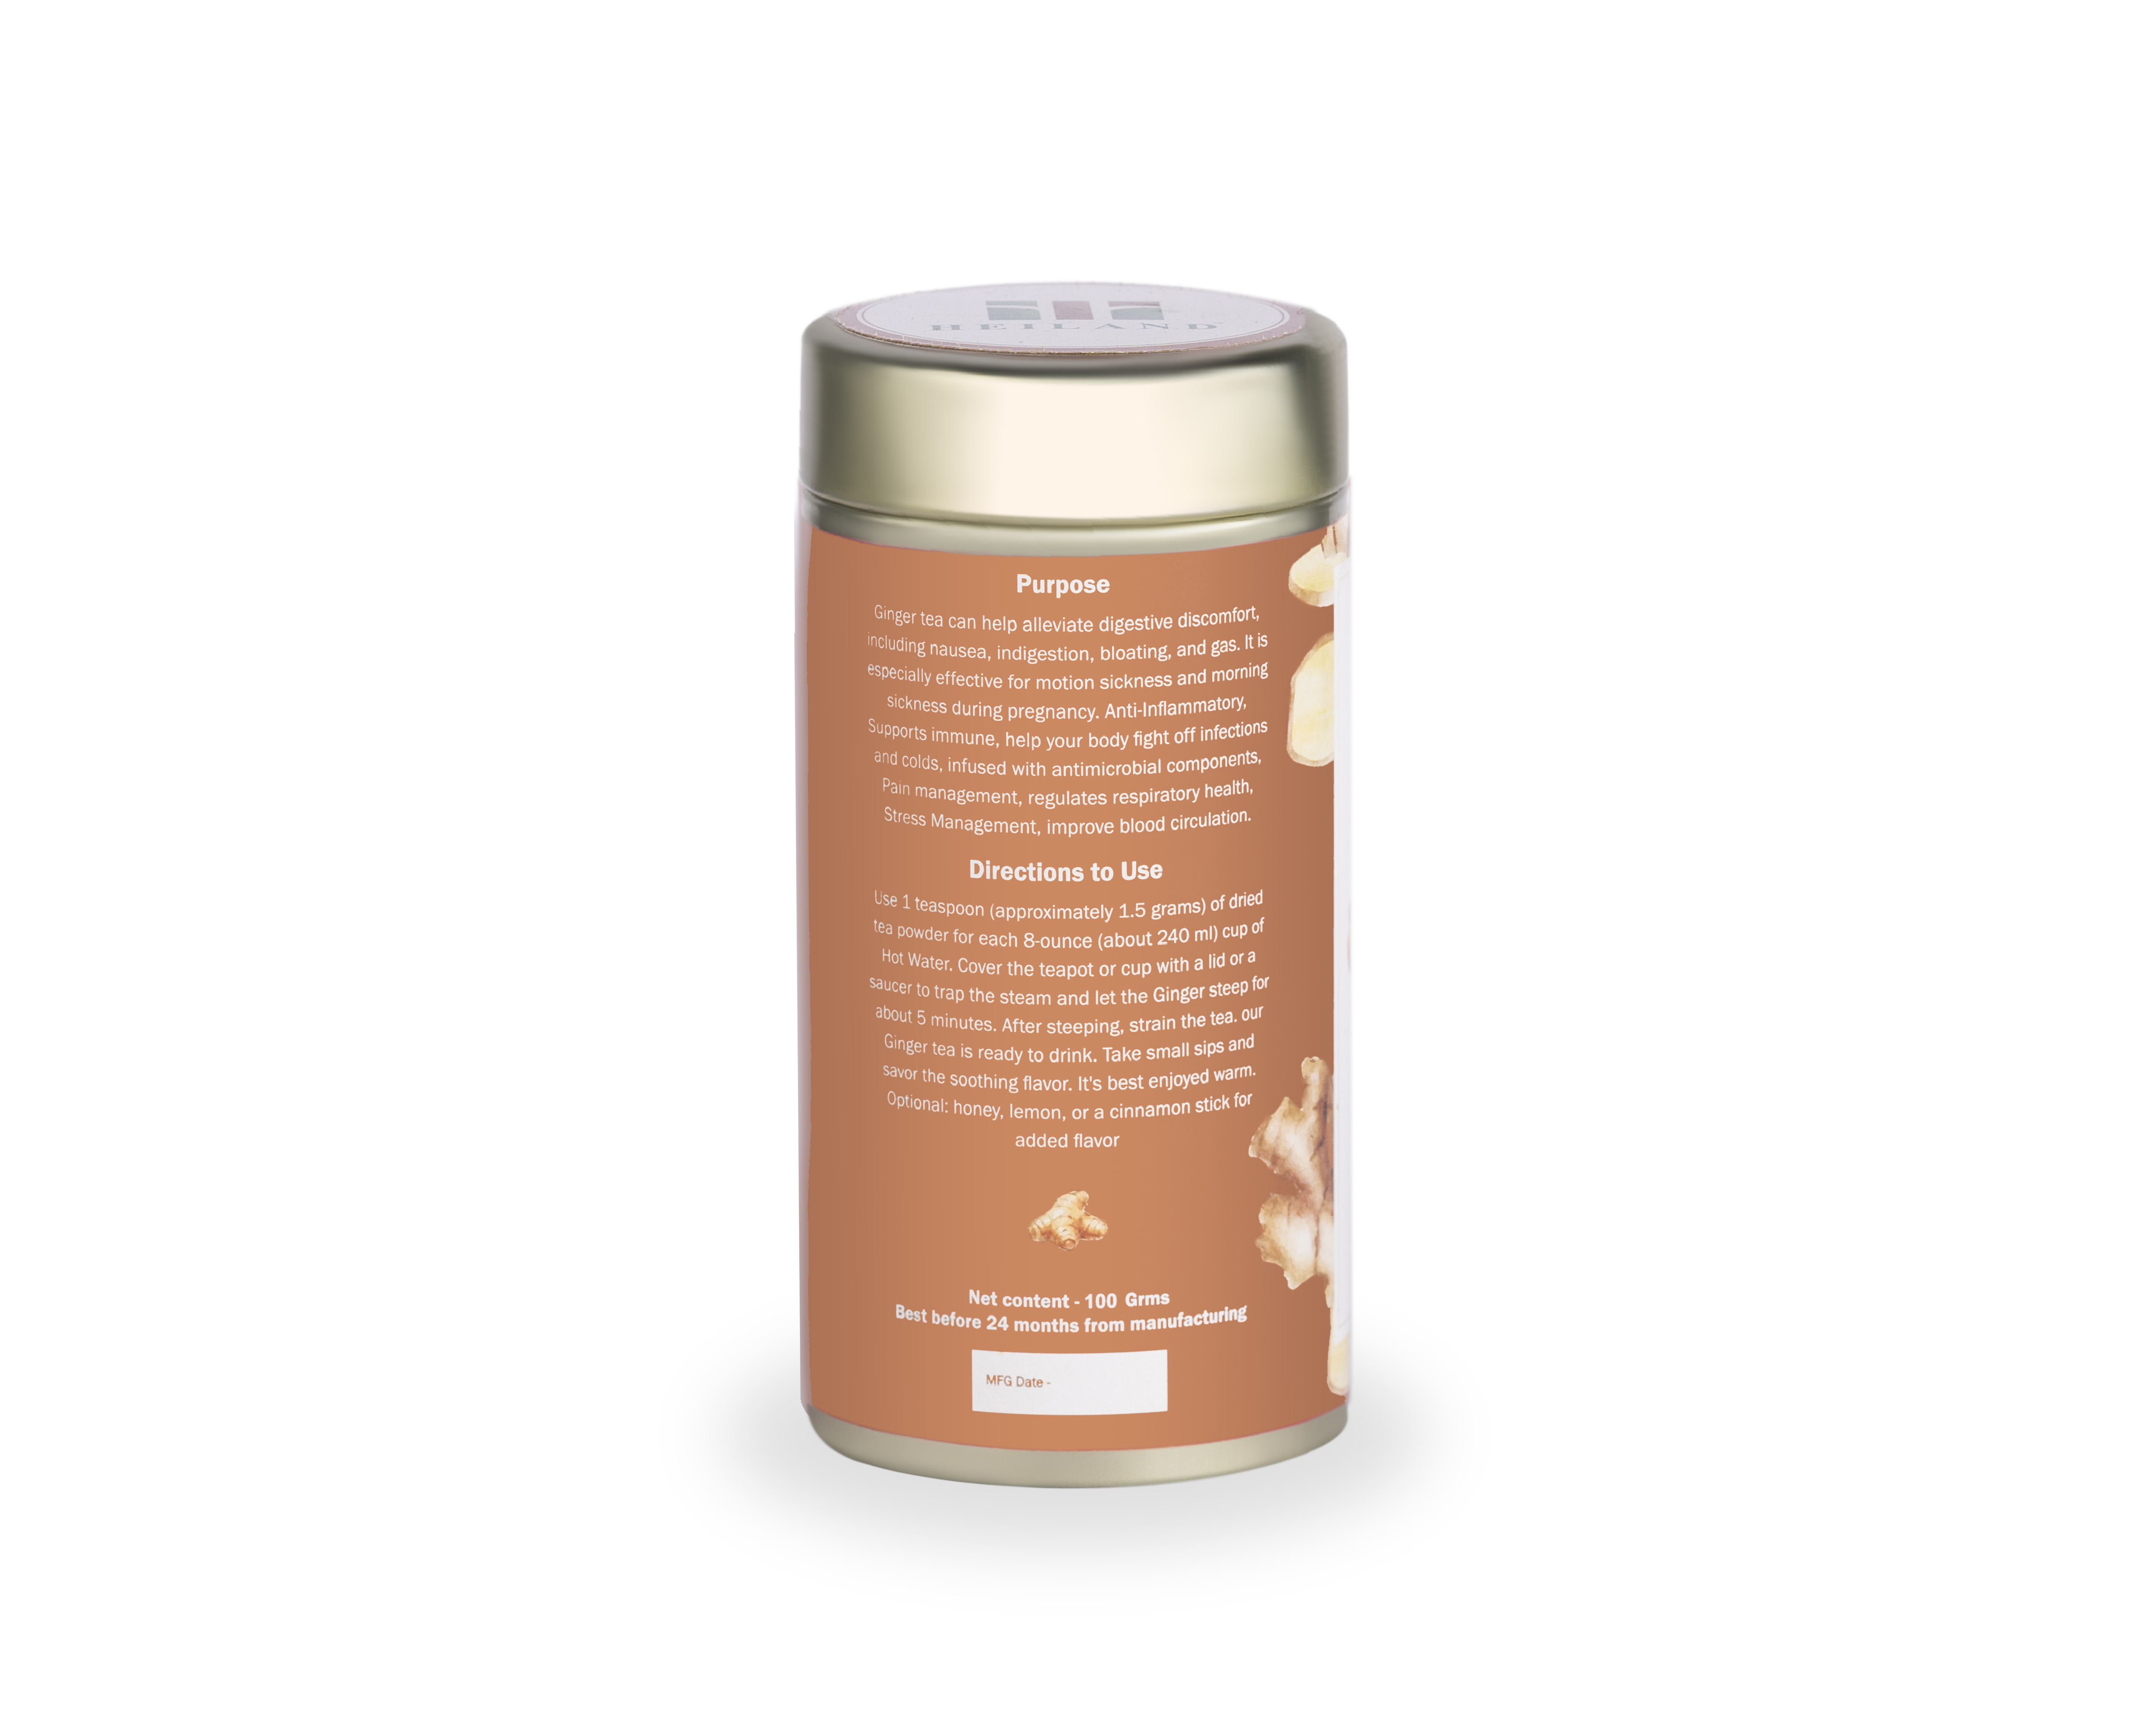 HEILAND
Purpose
Ginger tea can help alleviate digestive discomfort,
including nausea, indigestion, bloating, and gas. It is
especially effective for motion sickness and morning
sickness during pregnancy. Anti-Inflammatory,
Supports immune, help your body fight off infections
and colds, infused with antimicrobial components,
Pain management, regulates respiratory health,
Stress Management, improve blood circulation.
Directions to Use
Use 1 teaspoon (approximately 1.5 grams) of dried
tea powder for each 8-ounce (about 240 ml) cup of
Hot Water. Cover the teapot or cup with a lid or a
saucer to trap the steam and let the Ginger steep for
about 5 minutes. After steeping, strain the tea. our
Ginger tea is ready to drink. Take small sips and
savor the soothing flavor. It's best enjoyed warm.
Optional: honey, lemon, or a cinnamon stick for
added flavor
Net content - 100 Grms
Best before 24 months from manufacturing
MFG Date -